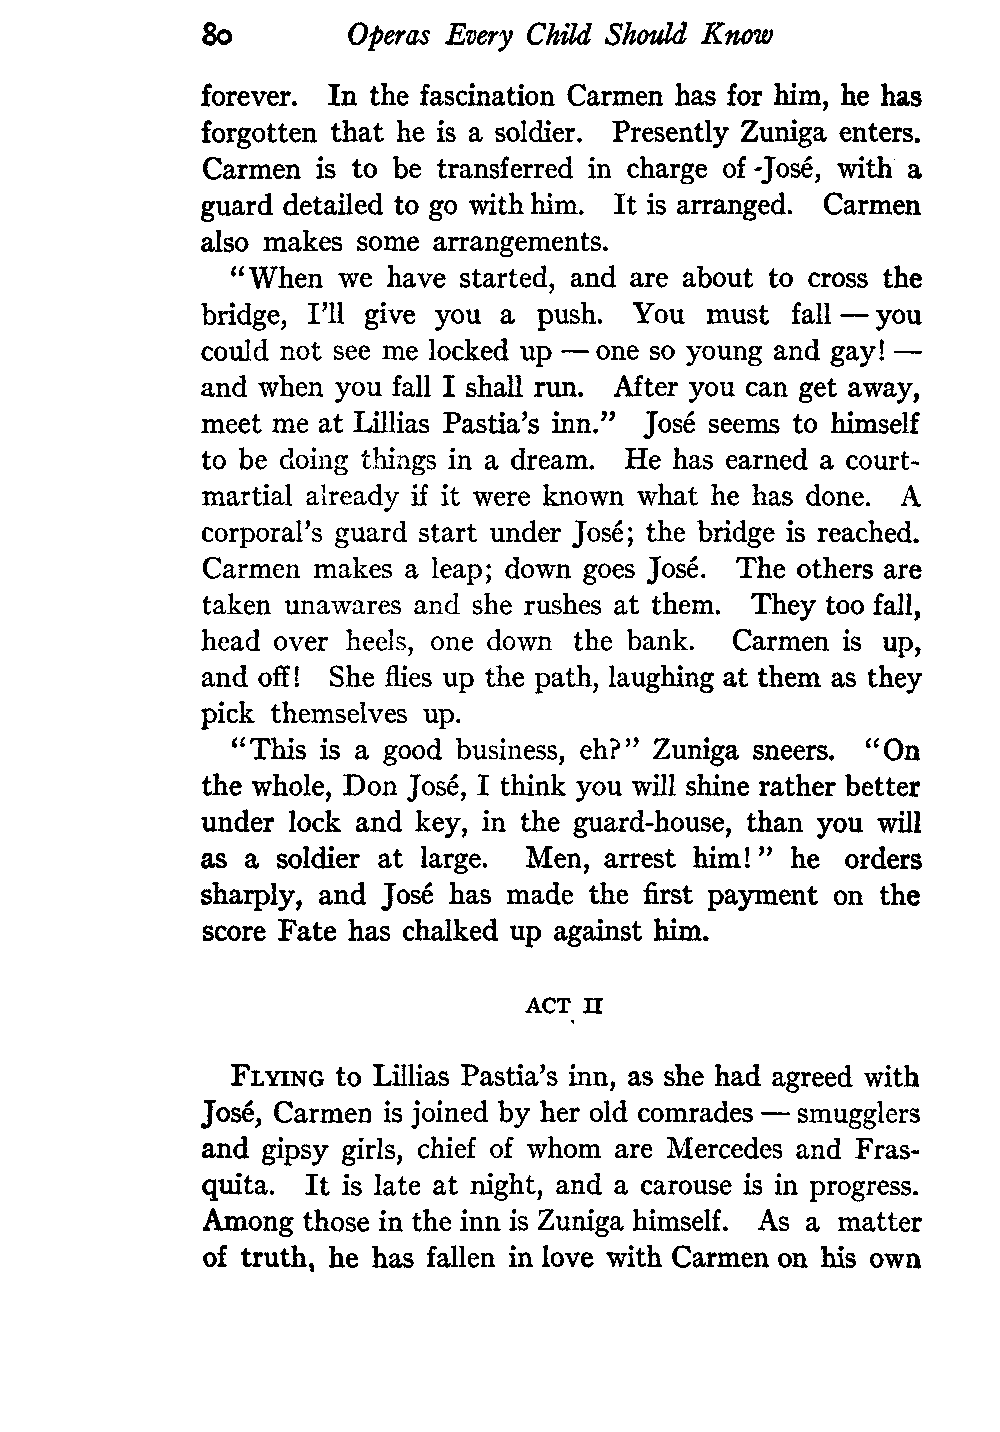 80 Operas Every Child Should Know
forever. In the fascination Carmen has for him, he has
forgotten that he is a soldier. Presently Zuniga enters.
Carmen is to be transferred in charge of José, with a
guard detailed to go with him. It is arranged. Carmen
also makes some arrangements.
"When we have started, and are about to cross the
bridge, I'll give you a push. You must fall — you
could not see me locked up — one so young and gay! —
and when you fall I shall run. After you can get away,
meet me at Lillias Pastia's inn." José seems to himself
to be doing things in a dream. He has earned a court-
martial already if it were known what he has done. A
corporal's guard start under José; the bridge is reached.
Carmen makes a leap; down goes José. The others are
taken unawares and she rushes at them. They too fall,
head over heels, one down the bank. Carmen is up,
and off! She flies up the path, laughing at them as they
pick themselves up.
"This is a good business, eh?" Zuniga sneers. "On
the whole, Don José, I think you will shine rather better
under lock and key, in the guard-house, than you will
as a soldier at large. Men, arrest him!" he orders
sharply, and José has made the first payment on the
score Fate has chalked up against him.
ACT II
FLYING to Lillias Pastia's inn, as she had agreed with
José, Carmen is joined by her old comrades — smugglers
and gipsy girls, chief of whom are Mercedes and Fras-
quita. It is late at night, and a carouse is in progress.
Among those in the inn is Zuniga himself. As a matter
of truth, he has fallen in love with Carmen on his own